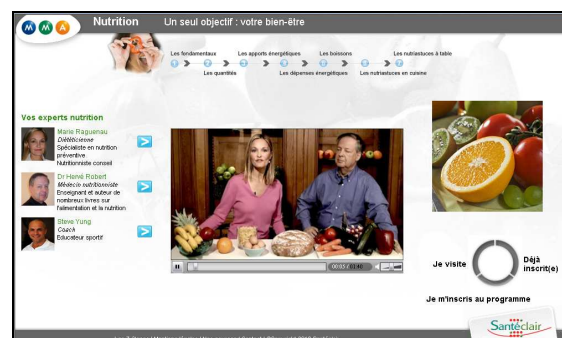 MMA
Nutrition
Un seul objectif : votre bien-être
Les fondamentaux
Les apports énergétiques
Les boissons
Les nutriastuces à table
Les quantités
Les dépenses énergétiques
Les nutriastuces en cuisine
Vos experts nutrition
Marie Raguenau
Diététicienne
Spécialiste en nutrition
préventive
Nutritionniste conseil
Dr Hervé Robert
Médecin nutritionniste
Enseignant et auteur de
nombreux livres sur
l'alimentation et la nutrition
Steve Yung
Coach
Educateur sportif
00:05 / 01:40
Je visite
Déjà
inscrit(e)
Je m'inscris au programme
Santéclair